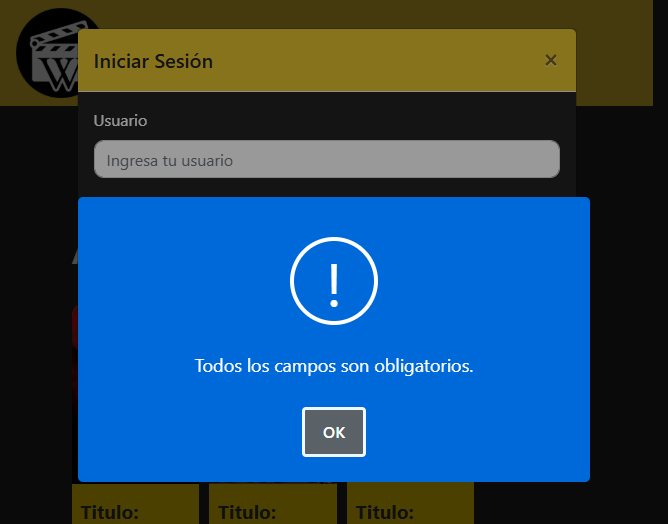 W
Iniciar Sesión
×
Usuario
Ingresa tu usuario
!
Todos los campos son obligatorios.
OK
Titulo: Titulo: Titulo: